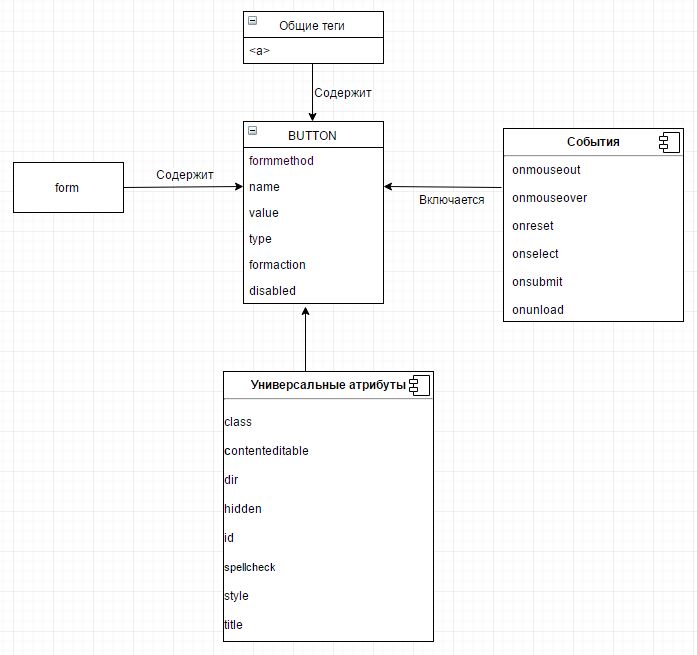 Общие теги
<a>
Содержит
BUTTON
formmethod
name
value
type
formaction
disabled
form
Содержит
События
onmouseout
onmouseover
onreset
onselect
onsubmit
onunload
Включается
Универсальные атрибуты
class
contenteditable
dir
hidden
id
spellcheck
style
title